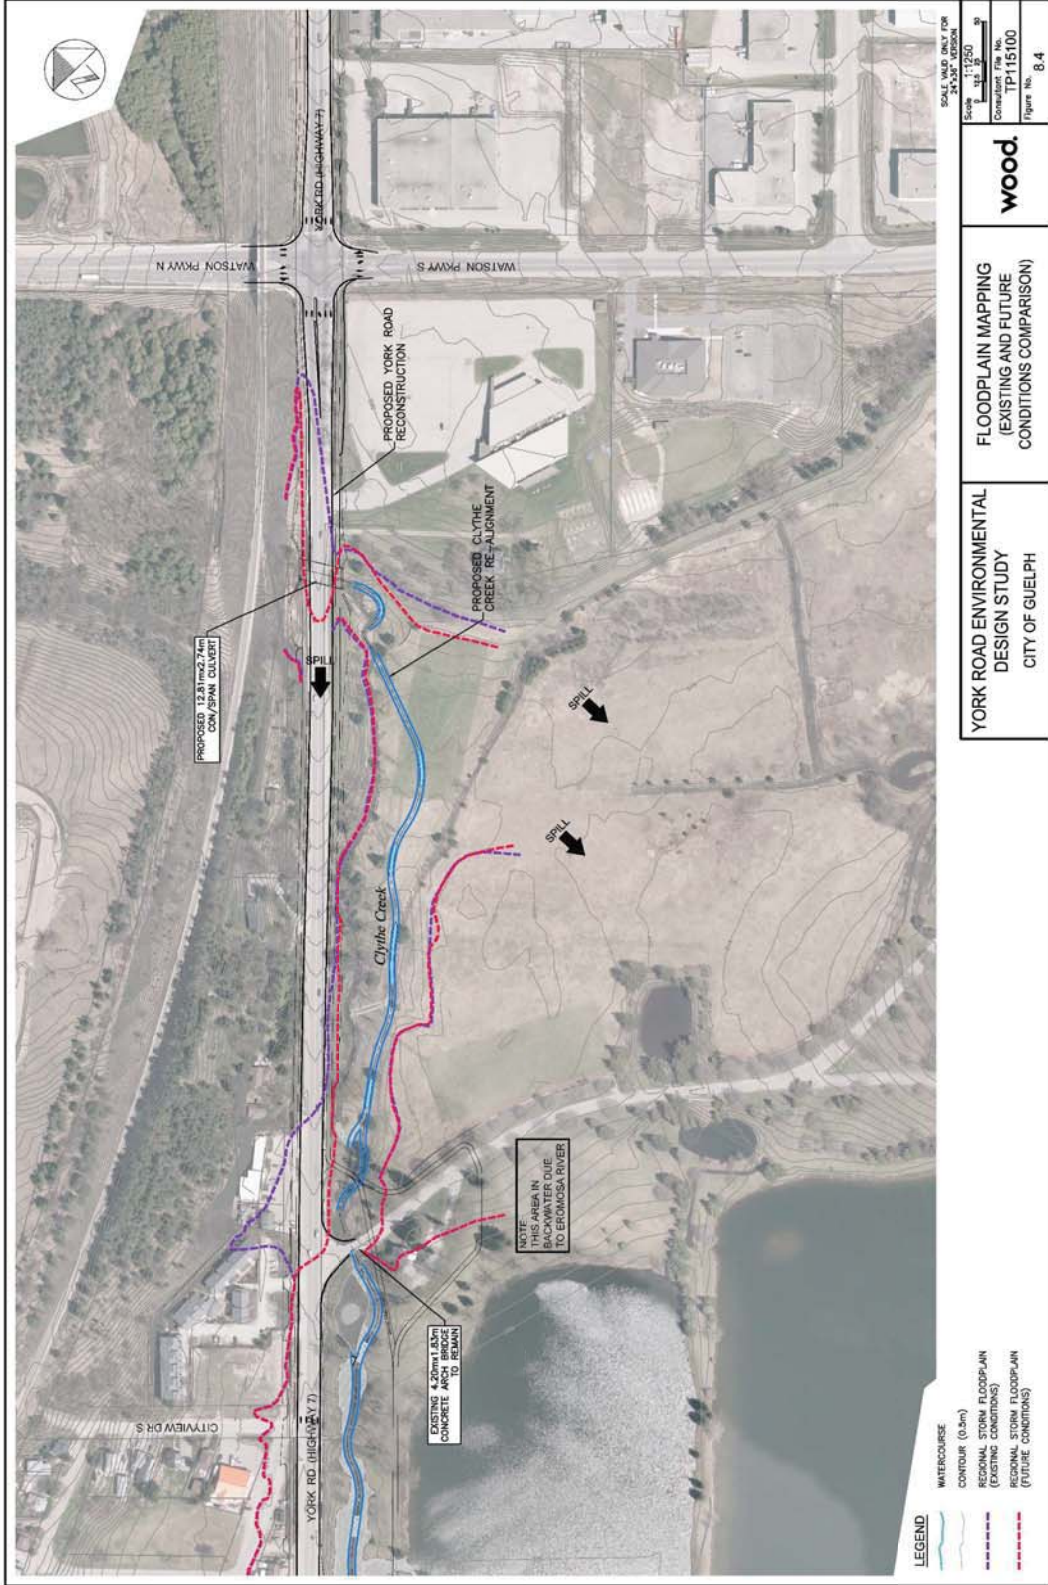 WATSON PKWY N
YORK RD (HIGHWAY 7)
WATSON PKWY S
PROPOSED YORK ROAD
RECONSTRUCTION
PROPOSED CLYTHE
CREEK RE-ALIGNMENT
PROPOSED 12.81mx2.74m
CON/SPAN CULVERT
SPILL
SPILL
SPILL
Clythe Creek
NOTE
THIS AREA IN
BACKWATER DUE
TO EROMOSA RIVER
EXISTING 4.20mx1.83m
CONCRETE ARCH BRIDGE
TO REMAIN
CITYVIEW DR S
YORK RD (HIGHWAY 7)
LEGEND
WATERCOURSE
CONTOUR (0.5m)
REGIONAL STORM FLOODPLAIN
(EXISTING CONDITIONS)
REGIONAL STORM FLOODPLAIN
(FUTURE CONDITIONS)
YORK ROAD ENVIRONMENTAL
DESIGN STUDY
CITY OF GUELPH
FLOODPLAIN MAPPING
(EXISTING AND FUTURE
CONDITIONS COMPARISON)
wood.
SCALE VALID ONLY FOR
24"x36" VERSION
Scale 1:1250
0 12.5 25 50
Consultant File No.
TP115100
Figure No.
8.4